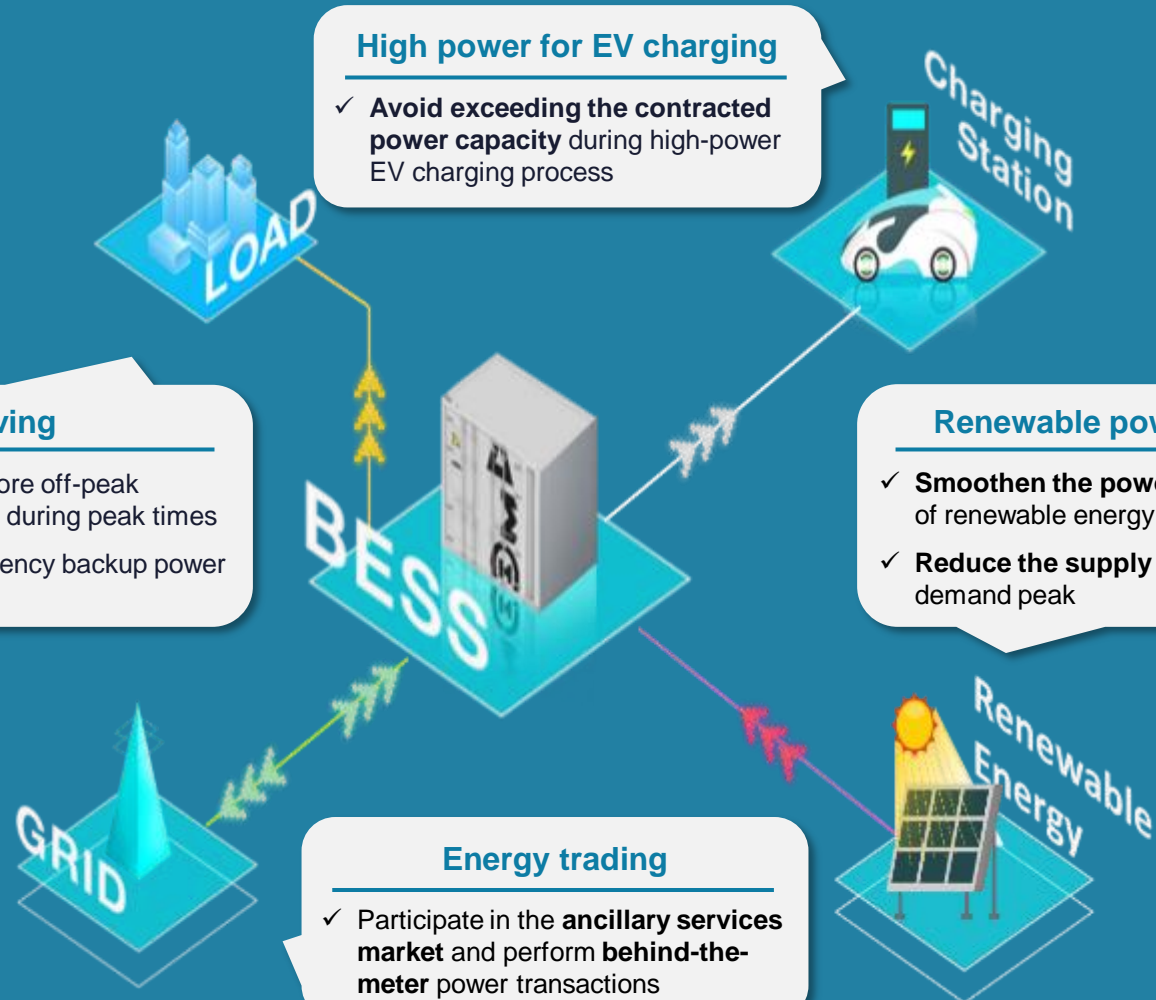 High power for EV charging
✓ Avoid exceeding the contracted
power capacity during high-power
EV charging process
Charging
Station
LOAD
ving
ore off-peak
during peak times
ency backup power
BESS
Renewable pow
✓ Smoothen the powe
of renewable energy
✓ Reduce the supply
demand peak
GRID
Renewable
Energy
Energy trading
✓ Participate in the ancillary services
market and perform behind-the-
meter power transactions